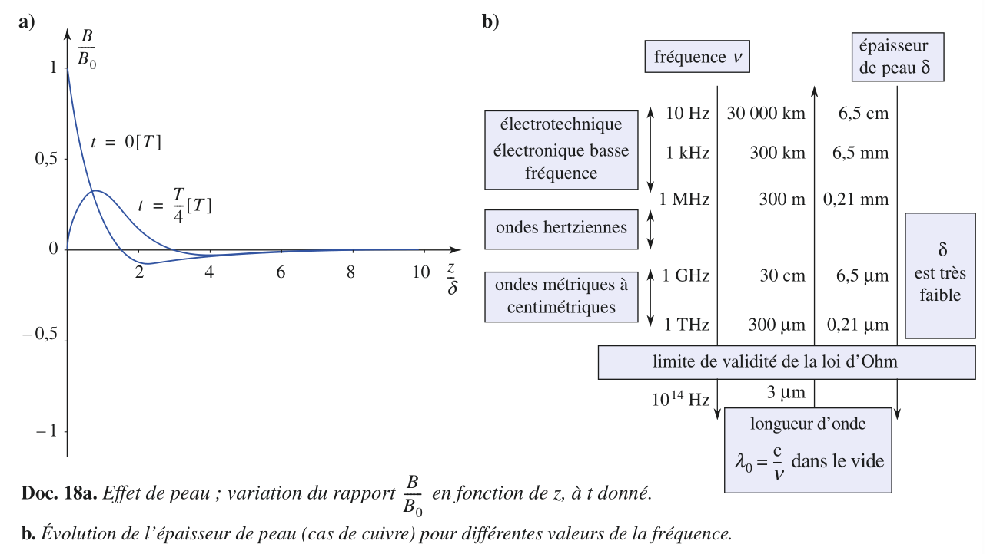 a)
B
B₀
1
0,5
0
– 0,5
– 1
t = 0[T]
t = T/4 [T]
2
4
6
8
10
z
δ
b)
fréquence ν
épaisseur
de peau δ
électrotechnique
électronique basse
fréquence
10 Hz 30 000 km 6,5 cm
1 kHz 300 km 6,5 mm
1 MHz 300 m 0,21 mm
ondes hertziennes
δ
est très
faible
ondes métriques à
centimétriques
1 GHz 30 cm 6,5 µm
1 THz 300 µm 0,21 µm
limite de validité de la loi d’Ohm
10¹⁴ Hz 3 µm
longueur d’onde
λ₀ = c/ν dans le vide
Doc. 18a. Effet de peau ; variation du rapport B/B₀ en fonction de z, à t donné.
b. Évolution de l’épaisseur de peau (cas de cuivre) pour différentes valeurs de la fréquence.